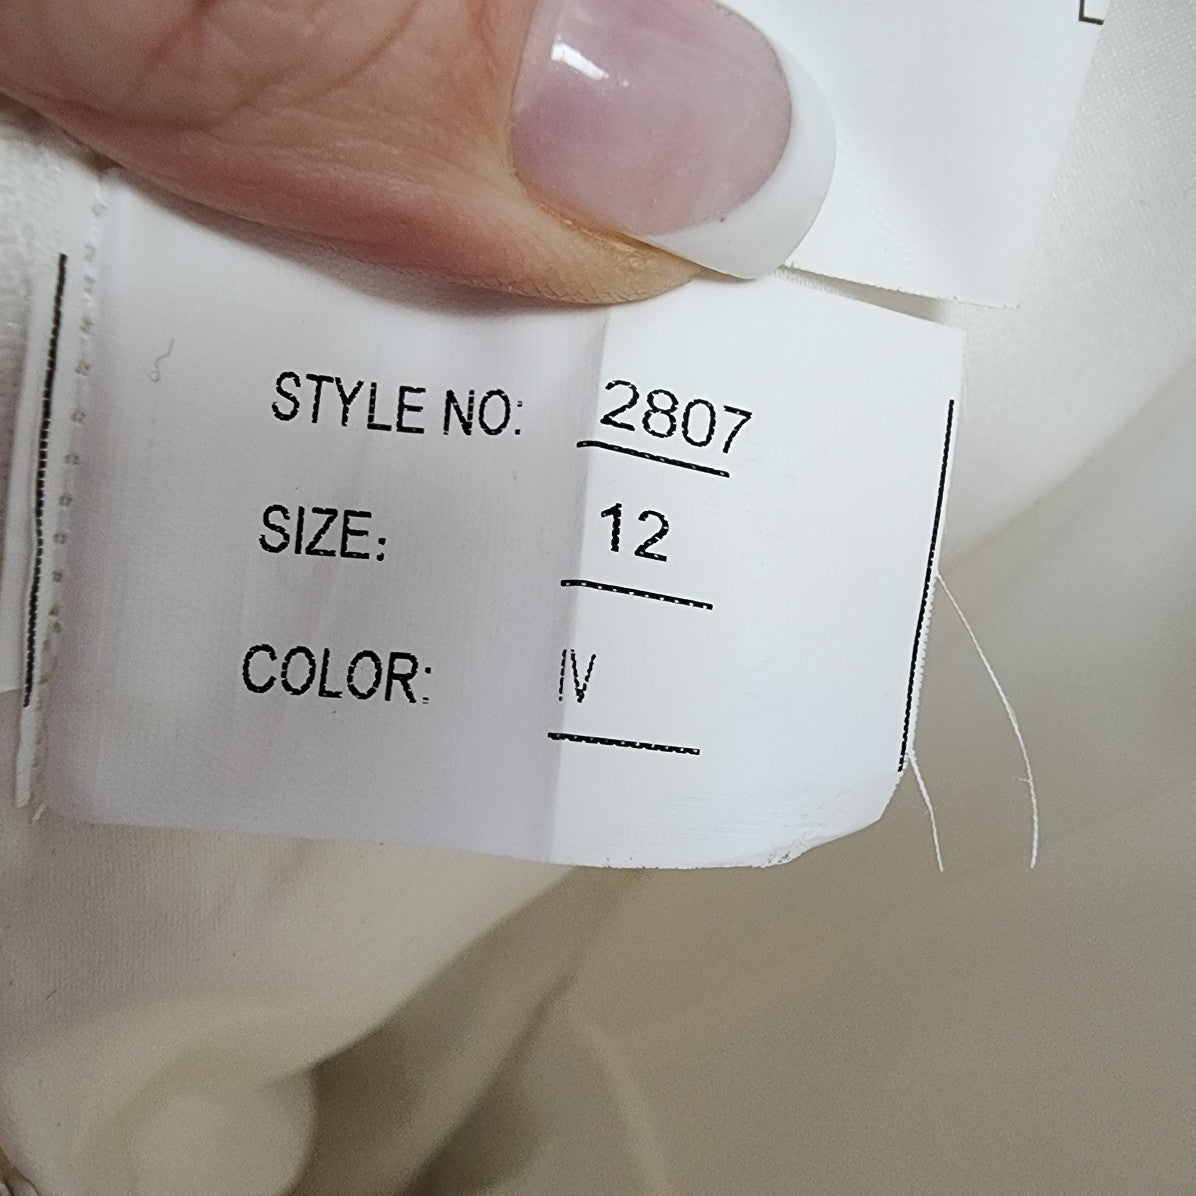 STYLE NO: 2807
SIZE: 12
COLOR: IV